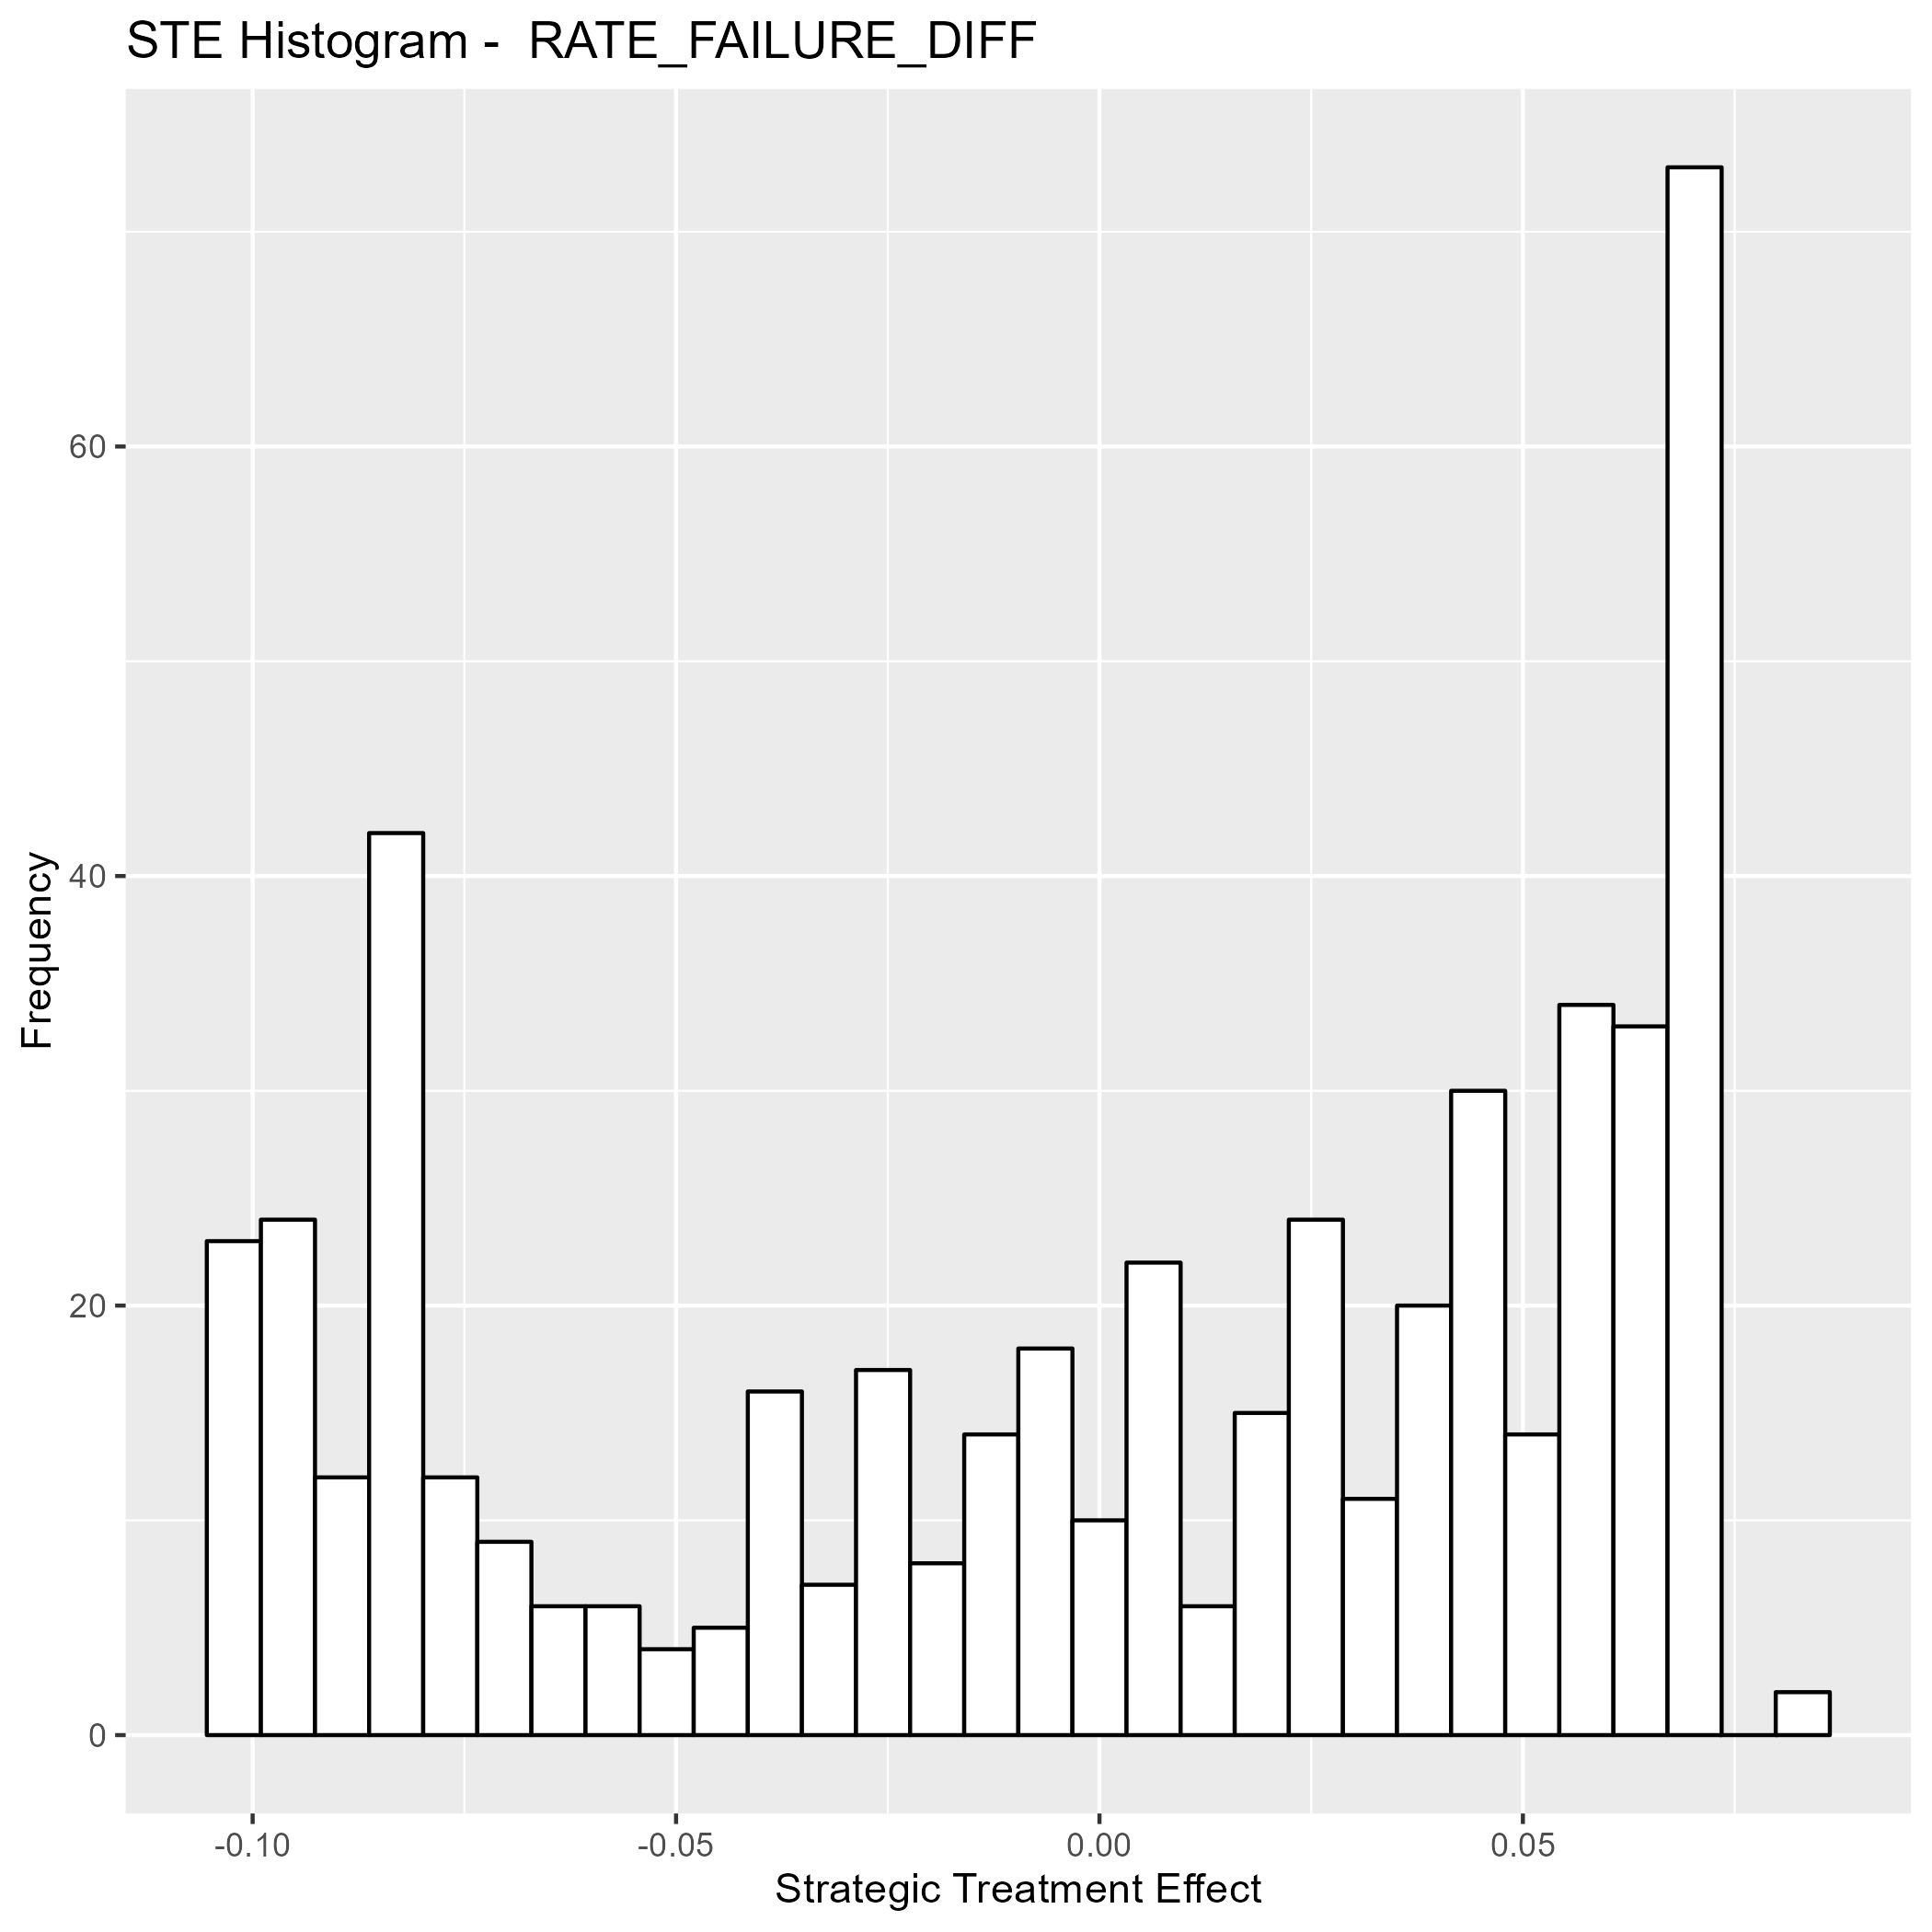 STE Histogram -  RATE_FAILURE_DIFF
Frequency
60
40
20
0
-0.10
-0.05
0.00
0.05
Strategic Treatment Effect